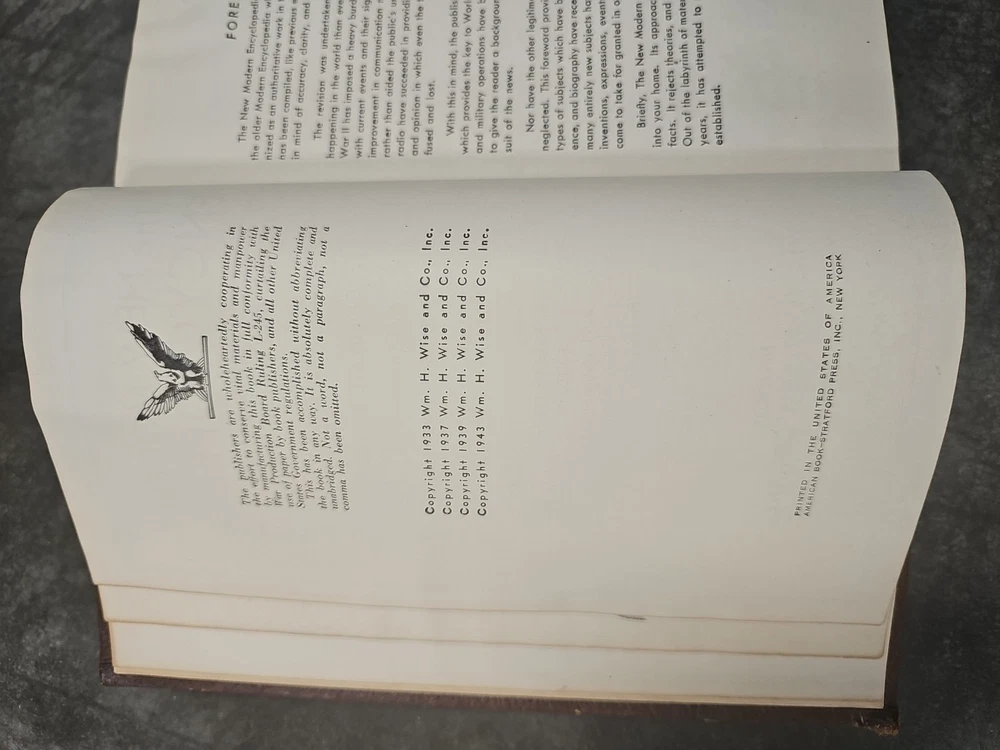 The publishers are wholeheartedly cooperating in
the effort to conserve vital materials and manpower
by manufacturing this book in full conformity with
War Production Board Ruling L-245, curtailing the
use of paper by book publishers, and all other United
States Government regulations.
This has been accomplished without abbreviating
the book in any way. It is absolutely complete and
unabridged. Not a word, not a paragraph, not a
comma has been omitted.
Copyright 1933 Wm. H. Wise and Co., Inc.
Copyright 1937 Wm. H. Wise and Co., Inc.
Copyright 1939 Wm. H. Wise and Co., Inc.
Copyright 1943 Wm. H. Wise and Co., Inc.
PRINTED IN THE UNITED STATES OF AMERICA
AMERICAN BOOK–STRATFORD PRESS, INC., NEW YORK
FORE
The New Modern Encyclopedi
the older Modern Encyclopedia w
nized as an authoritative work in
has been compiled, like previous
in mind of accuracy, clarity, and
The revision was undertaken
happening in the world than eve
War II has imposed a heavy burd
with current events and their sig
improvement in communication
rather than aided the public's u
radio have succeeded in providi
and opinion in which even the
fused and lost.
With this in mind, the publis
which provides the key to World
and military operations have b
to give the reader a background
suit of the news.
Nor have the other legitim
neglected. This foreword provi
types of subjects which have b
ence, and biography have rece
many entirely new subjects ha
inventions, expressions, event
come to take for granted in o
Briefly, The New Modern
into your home. Its approac
facts. It rejects theories, and
Out of the labyrinth of mater
years, it has attempted to
established.